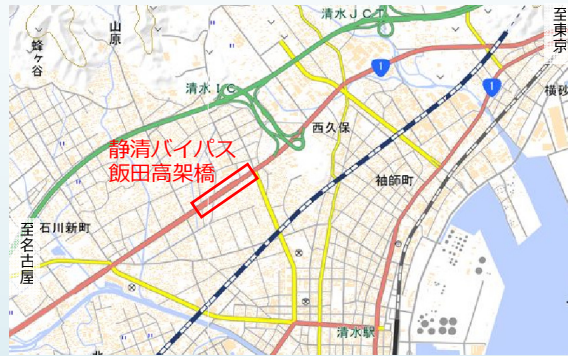 清水JCT
至東京
山原
蜂ヶ谷
1
清水IC
1
横砂
西久保
静清バイパス
飯田高架橋
袖師町
石川新町
至名古屋
清水駅
北